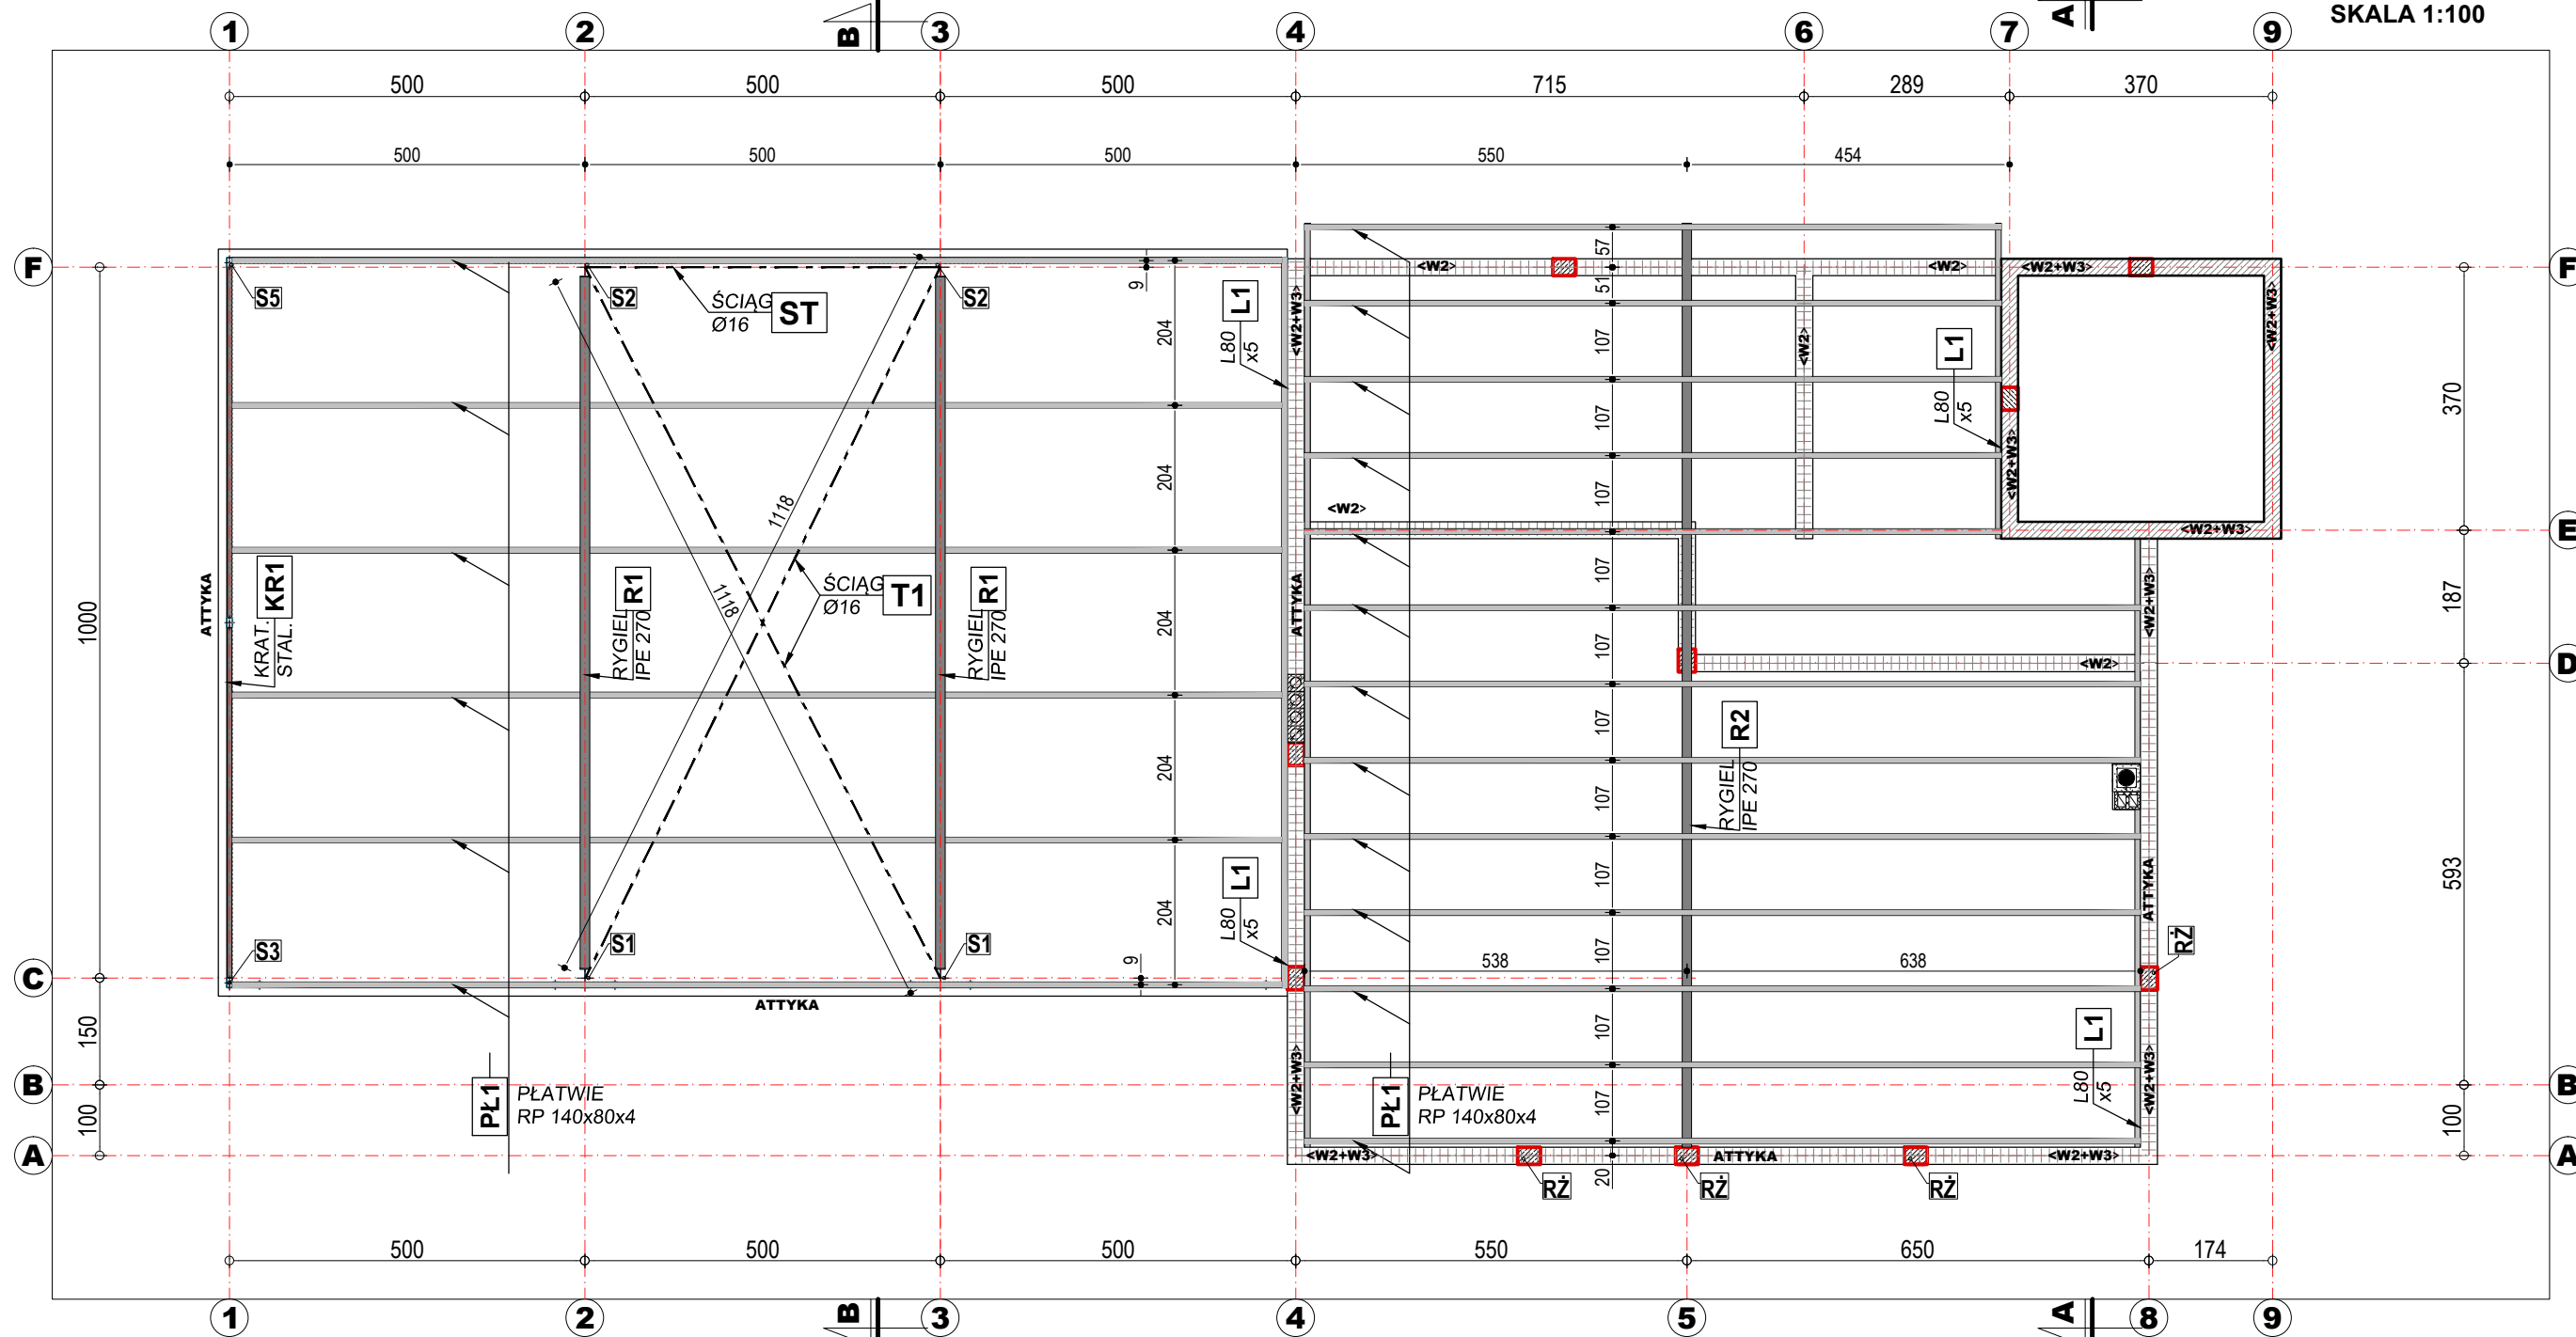 SKALA 1:100
B
A
1
2
3
4
6
7
9
500
500
500
715
289
370
500
500
500
550
454
F
F
57
51
9
<W2>
<W2>
<W2+W3>
S5
S2
S2
ŚCIĄG
Ø16
ST
L1
L80
x5
<W2+W3>
<W2>
L1
L80
x5
<W2+W3>
<W2+W3>
204
204
204
204
204
107
107
107
107
107
107
107
107
107
107
107
370
<W2>
1118
1118
<W2+W3>
E
E
ATTYKA
KR1
KRAT.
STAL.
R1
RYGIEL
IPE 270
ŚCIĄG
Ø16
T1
R1
RYGIEL
IPE 270
ATTYKA
<W2+W3>
1000
187
<W2>
D
R2
RYGIEL
IPE 270
593
L1
L80
x5
ATTYKA
RŻ
S3
S1
S1
9
538
638
C
ATTYKA
150
L1
L80
x5
B
B
PŁ1
PŁATWIE
RP 140x80x4
<W2+W3>
PŁ1
PŁATWIE
RP 140x80x4
<W2+W3>
100
100
A
A
<W2+W3>
ATTYKA
<W2+W3>
20
RŻ
RŻ
RŻ
500
500
500
550
650
174
1
2
B
3
4
5
A
8
9